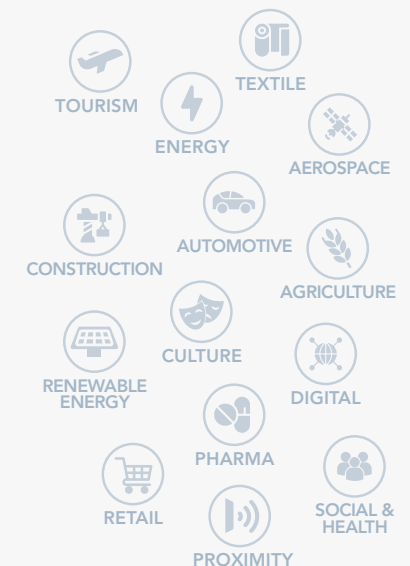 TEXTILE
TOURISM
ENERGY
AEROSPACE
AUTOMOTIVE
CONSTRUCTION
AGRICULTURE
CULTURE
RENEWABLE
ENERGY
DIGITAL
PHARMA
RETAIL
SOCIAL &
HEALTH
PROXIMITY